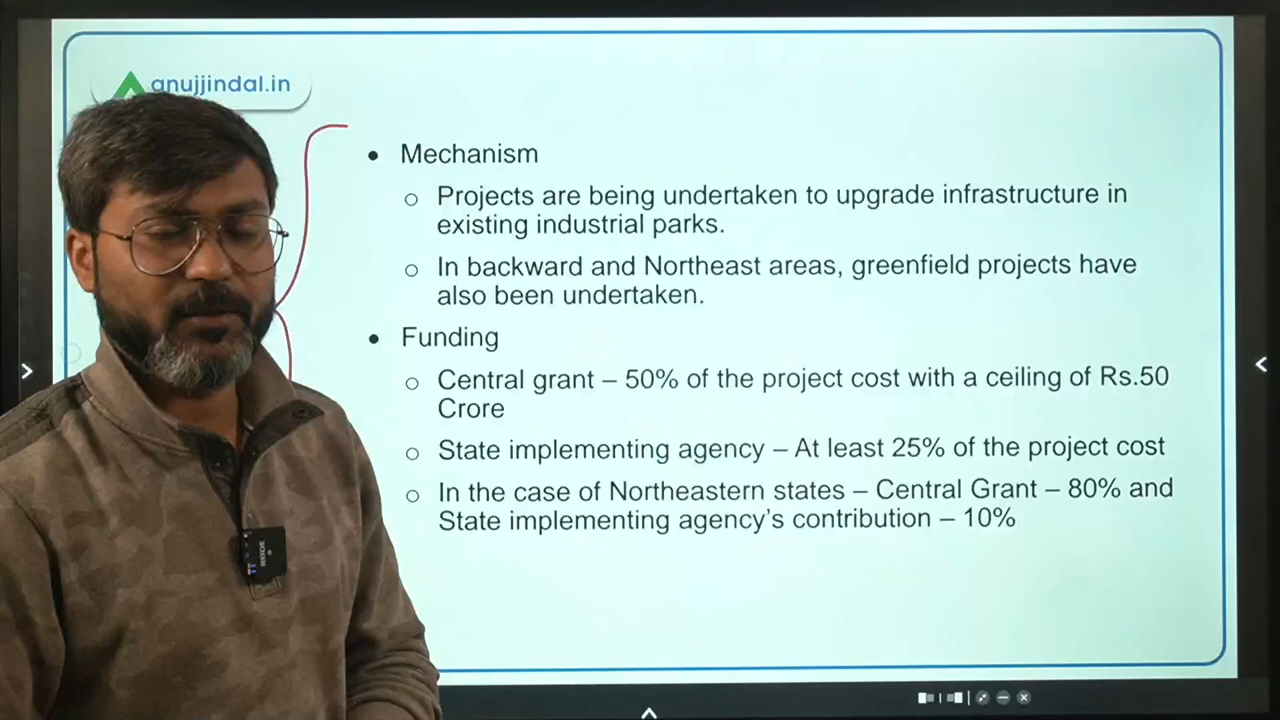 anujjindal.in
• Mechanism
o Projects are being undertaken to upgrade infrastructure in
existing industrial parks.
o In backward and Northeast areas, greenfield projects have
also been undertaken.
• Funding
o Central grant – 50% of the project cost with a ceiling of Rs.50
Crore
o State implementing agency – At least 25% of the project cost
o In the case of Northeastern states – Central Grant – 80% and
State implementing agency’s contribution – 10%
RODE